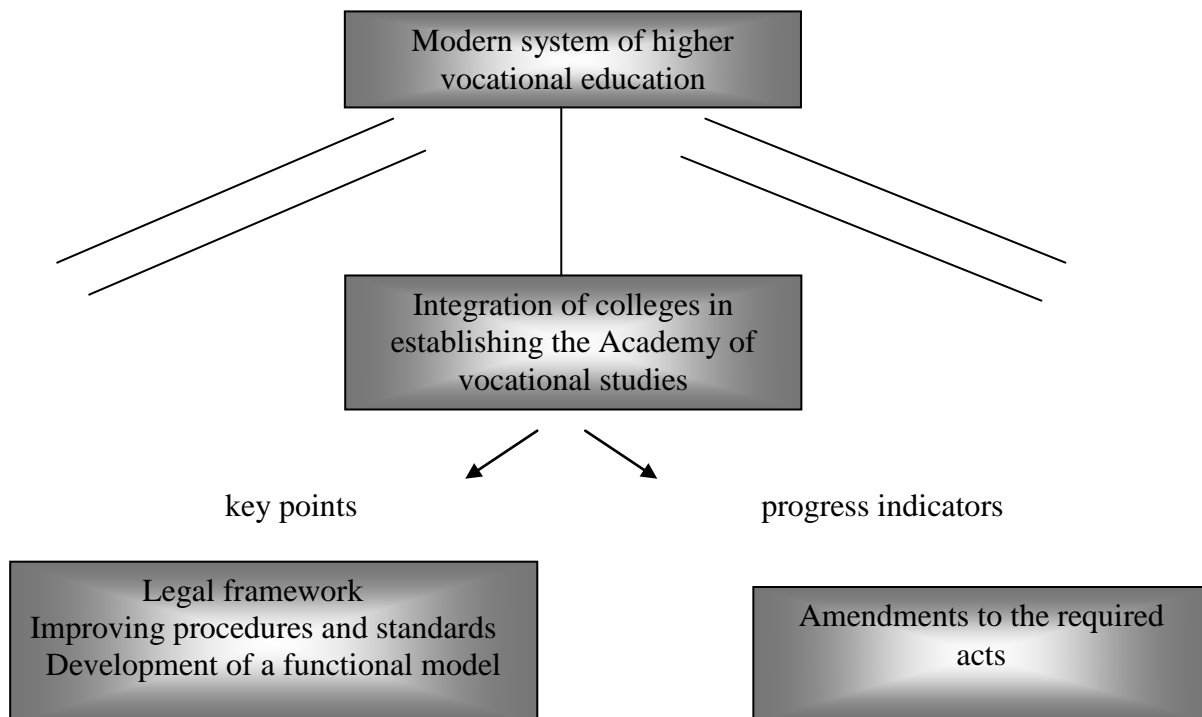 Modern system of higher
vocational education
Integration of colleges in
establishing the Academy of
vocational studies
key points
progress indicators
Legal framework
Improving procedures and standards
Development of a functional model
Amendments to the required
acts